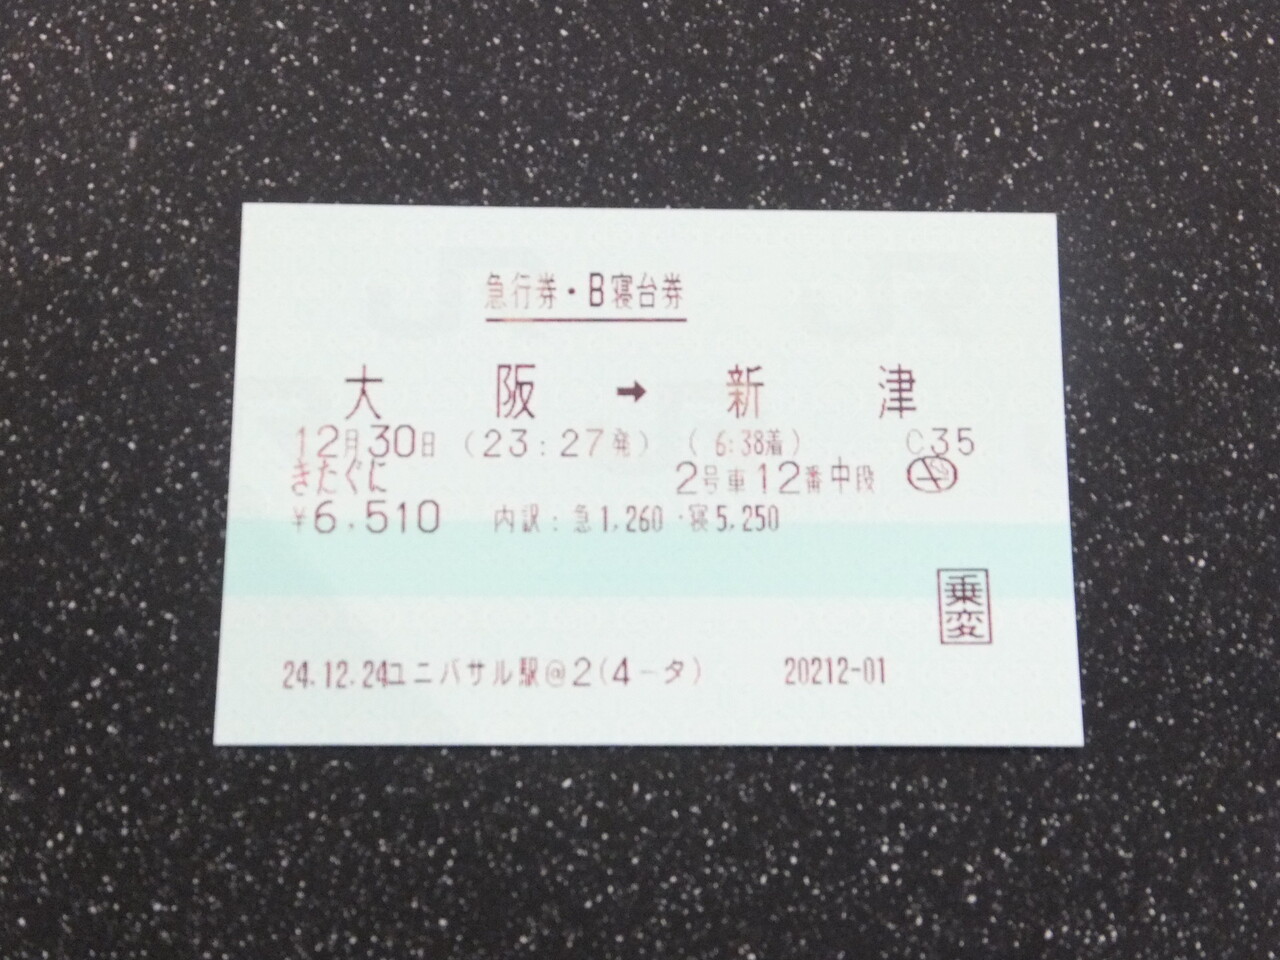 急行券・B寝台券
大阪 → 新津
12月30日 (23:27発) ( 6:38着) C35
きたぐに 2号車12番中段
¥6,510 内訳:急1,260・寝5,250
乗変
24.12.24ユニバサル駅@2(4-タ) 20212-01